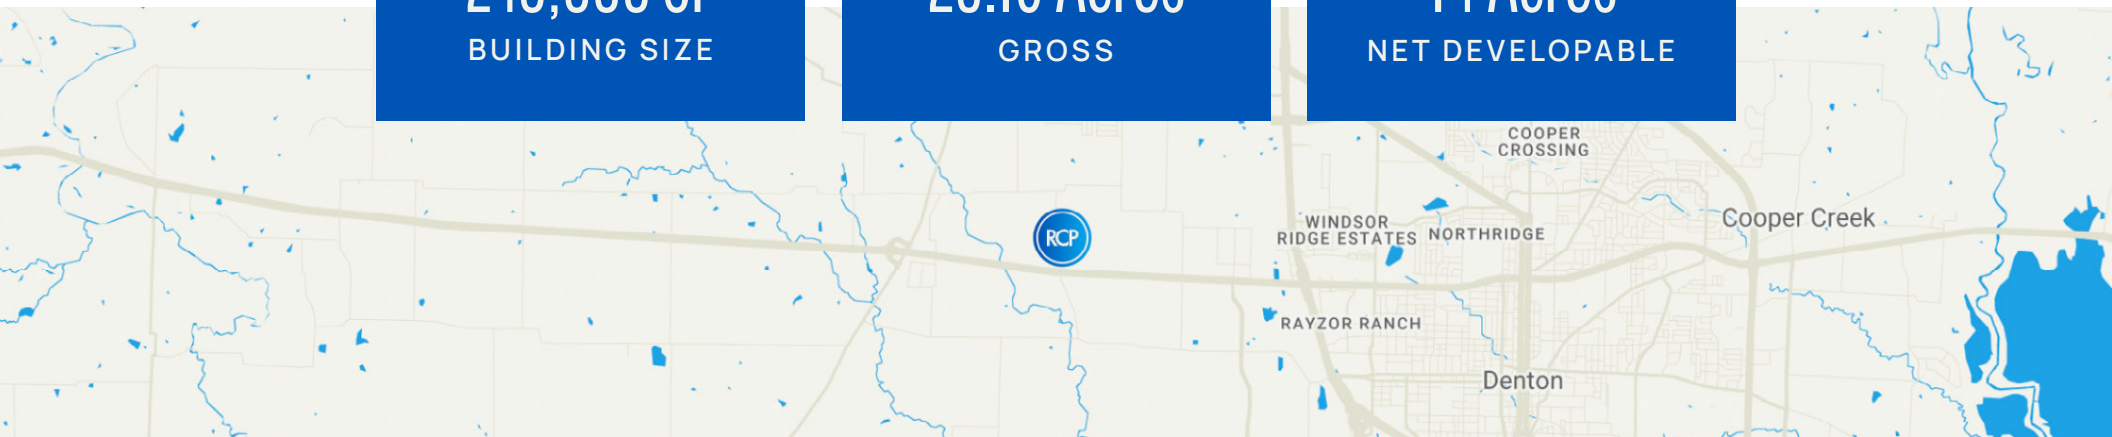 BUILDING SIZE
GROSS
NET DEVELOPABLE
COOPER
CROSSING
WINDSOR
RIDGE ESTATES
NORTHRIDGE
Cooper Creek
RCP
RAYZOR RANCH
Denton